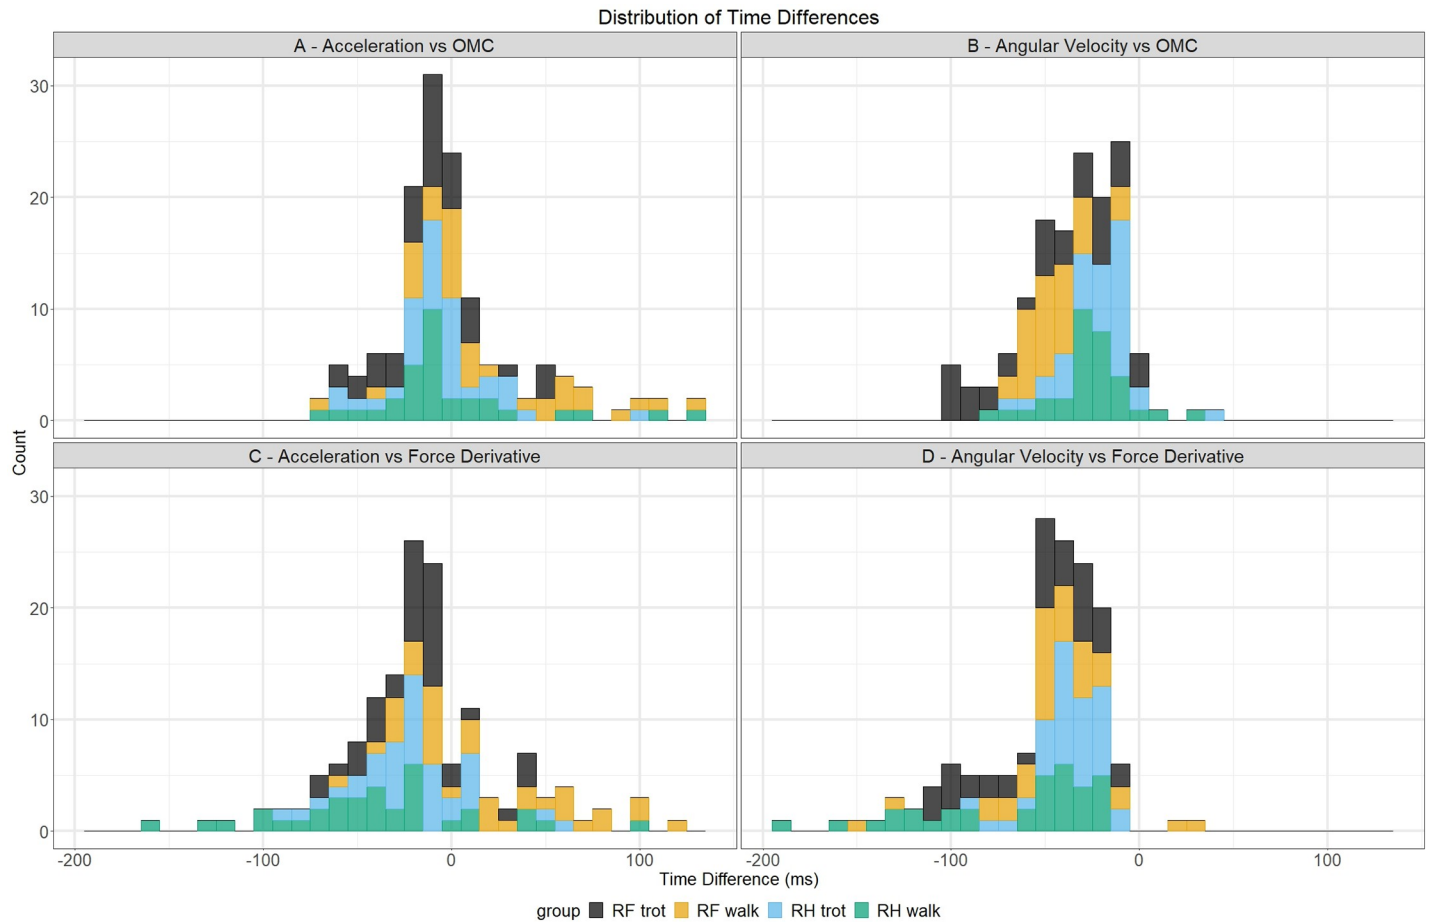 Distribution of Time Differences
A - Acceleration vs OMC
B - Angular Velocity vs OMC
30
20
10
0
C - Acceleration vs Force Derivative
D - Angular Velocity vs Force Derivative
Count
30
20
10
0
-200 -100 0 100 -200 -100 0 100
Time Difference (ms)
group RF trot RF walk RH trot RH walk